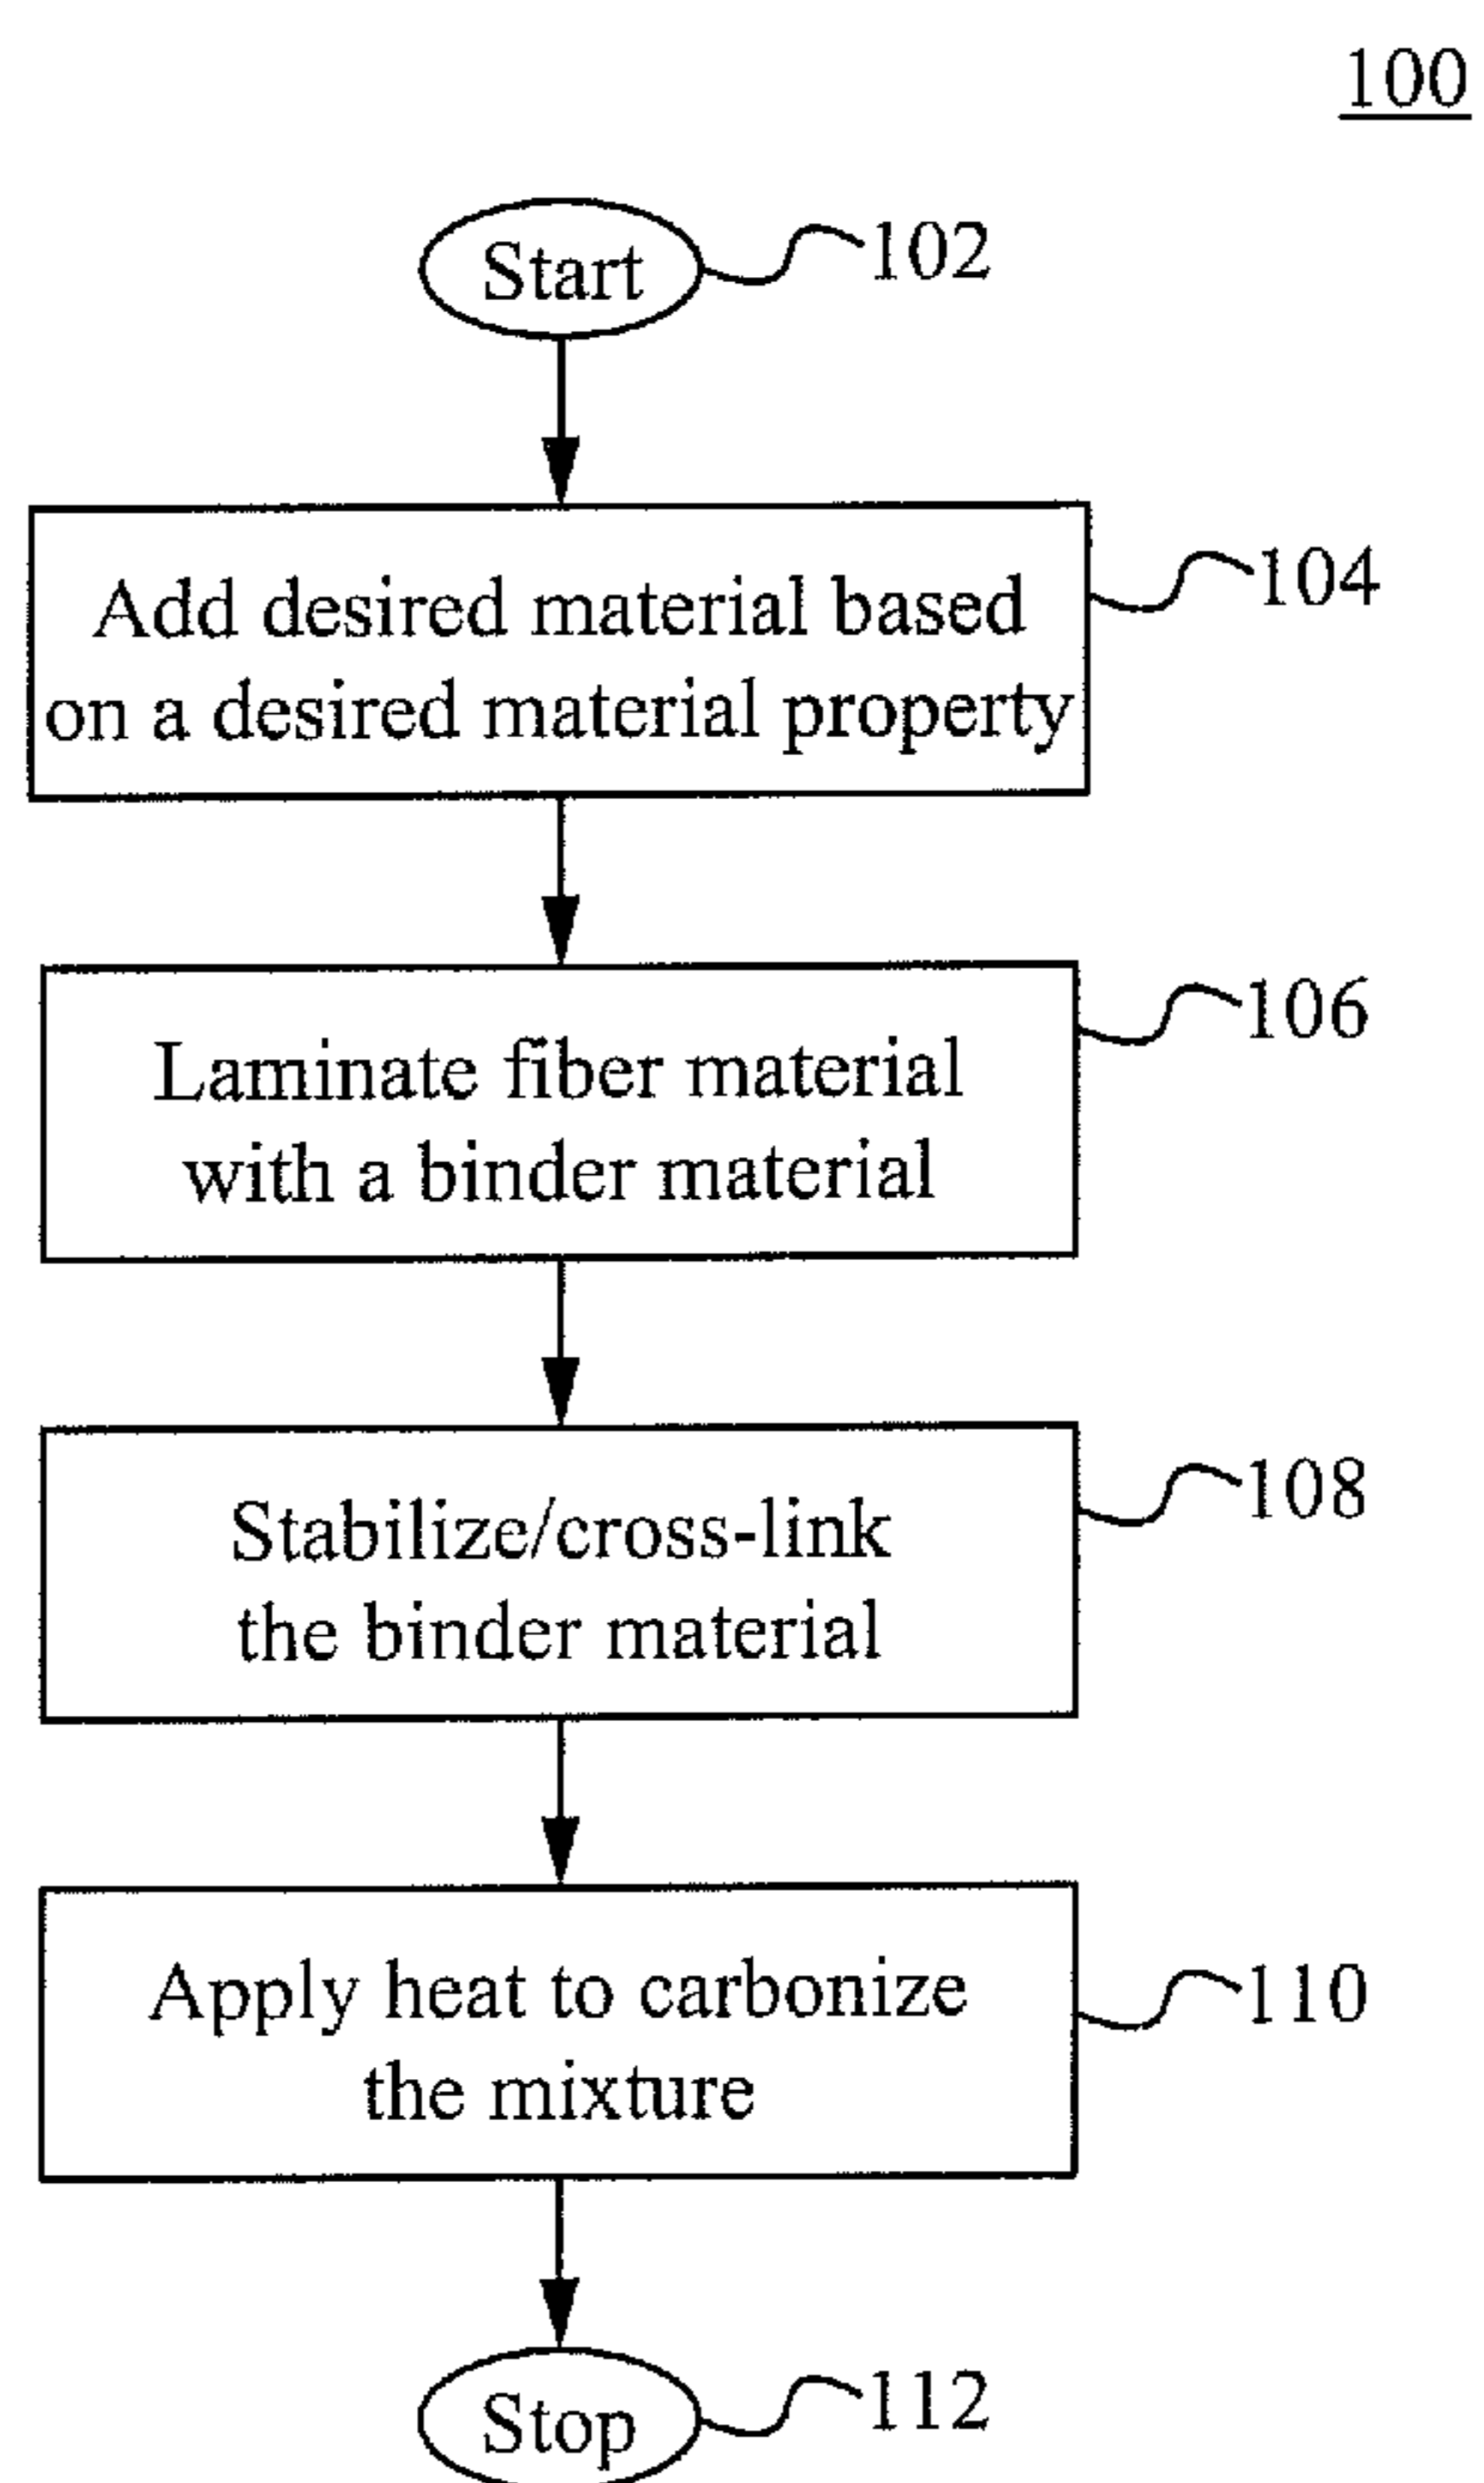 100
Start
102
Add desired material based
on a desired material property
104
Laminate fiber material
with a binder material
106
Stabilize/cross-link
the binder material
108
Apply heat to carbonize
the mixture
110
Stop
112